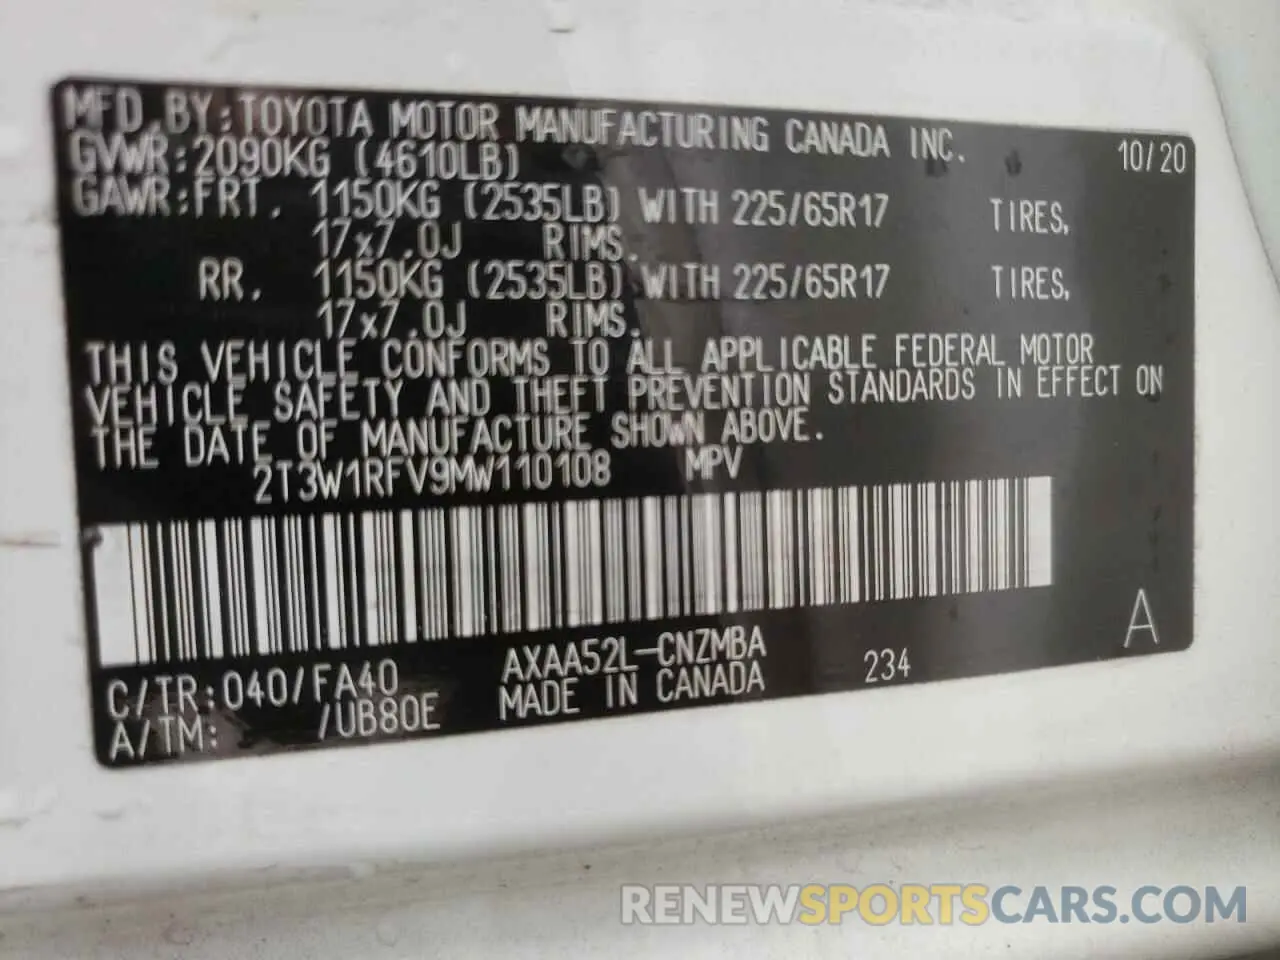 MFD.BY:TOYOTA MOTOR MANUFACTURING CANADA INC. 10/20
GVWR:2090KG (4610LB)
GAWR:FRT. 1150KG (2535LB) WITH 225/65R17 TIRES,
17x7.0J RIMS.
RR. 1150KG (2535LB) WITH 225/65R17 TIRES,
17x7.0J RIMS.
THIS VEHICLE CONFORMS TO ALL APPLICABLE FEDERAL MOTOR
VEHICLE SAFETY AND THEFT PREVENTION STANDARDS IN EFFECT ON
THE DATE OF MANUFACTURE SHOWN ABOVE.
2T3W1RFV9MW110108 MPV
A
C/TR:040/FA40 AXAA52L-CNZMBA 234
A/TM: /UB80E MADE IN CANADA
RENEWSPORTSCARS.COM